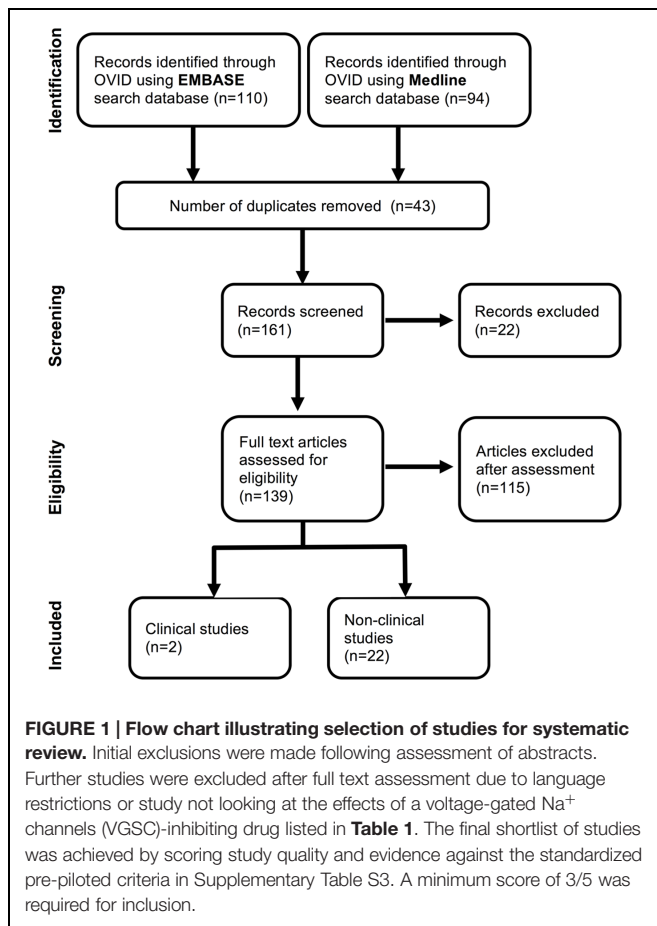 Identification
Records identified through
OVID using EMBASE
search database (n=110)
Records identified through
OVID using Medline
search database (n=94)
Number of duplicates removed (n=43)
Screening
Records screened
(n=161)
Records excluded
(n=22)
Eligibility
Full text articles
assessed for
eligibility
(n=139)
Articles excluded
after assessment
(n=115)
Included
Clinical studies
(n=2)
Non-clinical
studies
(n=22)
FIGURE 1 | Flow chart illustrating selection of studies for systematic
review. Initial exclusions were made following assessment of abstracts.
Further studies were excluded after full text assessment due to language
restrictions or study not looking at the effects of a voltage-gated Na⁺
channels (VGSC)-inhibiting drug listed in Table 1. The final shortlist of studies
was achieved by scoring study quality and evidence against the standardized
pre-piloted criteria in Supplementary Table S3. A minimum score of 3/5 was
required for inclusion.